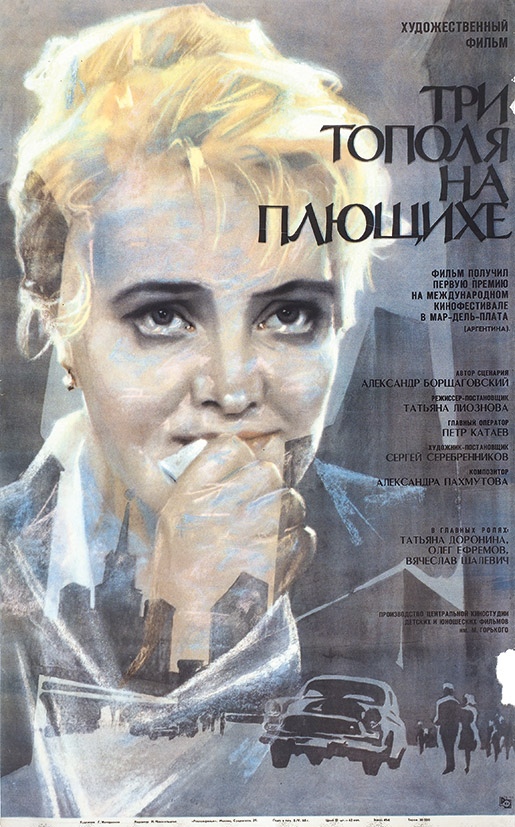 ХУДОЖЕСТВЕННЫЙ
ФИЛЬМ
ТРИ
ТОПОЛЯ
НА
ПЛЮЩИХЕ
ФИЛЬМ ПОЛУЧИЛ
ПЕРВУЮ ПРЕМИЮ
НА МЕЖДУНАРОДНОМ
КИНОФЕСТИВАЛЕ
В МАР-ДЕЛЬ-ПЛАТА
(АРГЕНТИНА).
АВТОР СЦЕНАРИЯ
АЛЕКСАНДР БОРЩАГОВСКИЙ
РЕЖИССЕР-ПОСТАНОВЩИК
ТАТЬЯНА ЛИОЗНОВА
ГЛАВНЫЙ ОПЕРАТОР
ПЕТР КАТАЕВ
ХУДОЖНИК-ПОСТАНОВЩИК
СЕРГЕЙ СЕРЕБРЕННИКОВ
КОМПОЗИТОР
АЛЕКСАНДРА ПАХМУТОВА
В ГЛАВНЫХ РОЛЯХ:
ТАТЬЯНА ДОРОНИНА,
ОЛЕГ ЕФРЕМОВ,
ВЯЧЕСЛАВ ШАЛЕВИЧ
ПРОИЗВОДСТВО ЦЕНТРАЛЬНОЙ КИНОСТУДИИ
ДЕТСКИХ И ЮНОШЕСКИХ ФИЛЬМОВ
им. М. ГОРЬКОГО